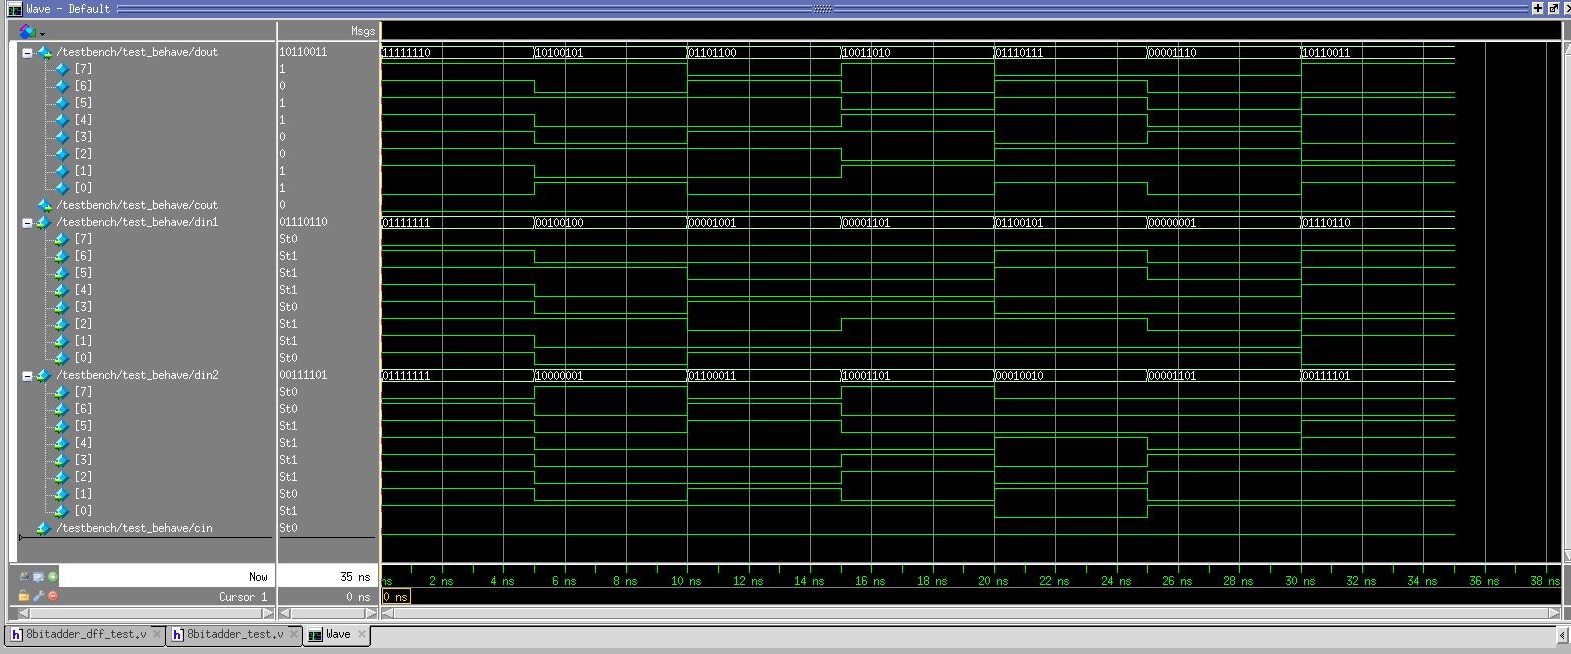 Wave - Default
Msgs
/testbench/test_behave/dout 10110011 11111110 10100101 01101100 10011010 01110111 00001110 10110011
[7] 1
[6] 0
[5] 1
[4] 1
[3] 0
[2] 0
[1] 1
[0] 1
/testbench/test_behave/cout 0
/testbench/test_behave/din1 01110110 01111111 00100100 00001001 00001101 01100101 00000001 01110110
[7] St0
[6] St1
[5] St1
[4] St1
[3] St0
[2] St1
[1] St1
[0] St0
/testbench/test_behave/din2 00111101 01111111 10000001 01100011 10001101 00010010 00001101 00111101
[7] St0
[6] St0
[5] St1
[4] St1
[3] St1
[2] St1
[1] St0
[0] St1
/testbench/test_behave/cin St0
Now 35 ns ns 2 ns 4 ns 6 ns 8 ns 10 ns 12 ns 14 ns 16 ns 18 ns 20 ns 22 ns 24 ns 26 ns 28 ns 30 ns 32 ns 34 ns 36 ns 38 ns
Cursor 1 0 ns 0 ns
8bitadder_dff_test.v 8bitadder_test.v Wave